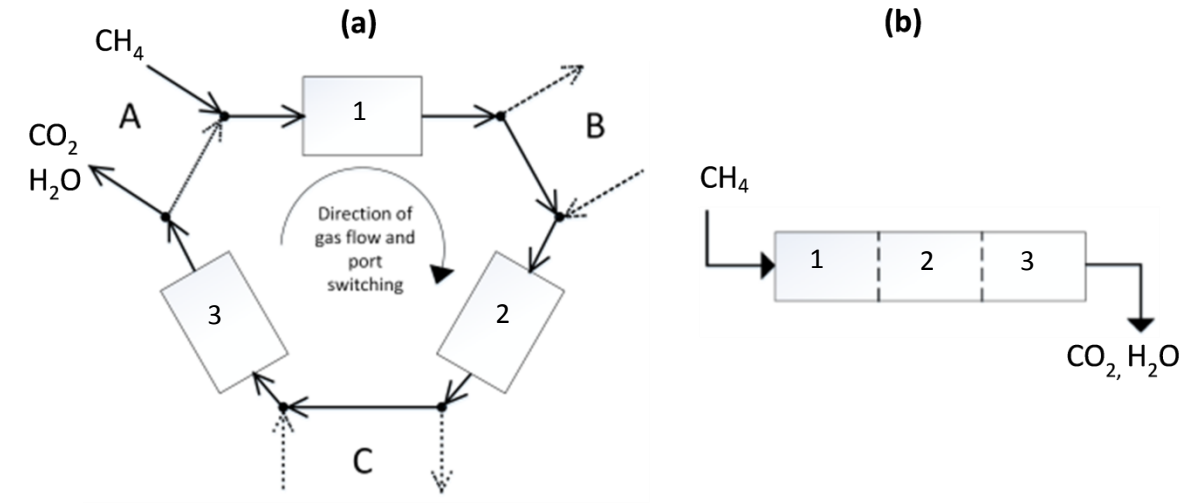 (a)
CH₄
A
1
B
CO₂
H₂O
Direction of
gas flow and
port
switching
3
2
C
(b)
CH₄
1
2
3
CO₂, H₂O